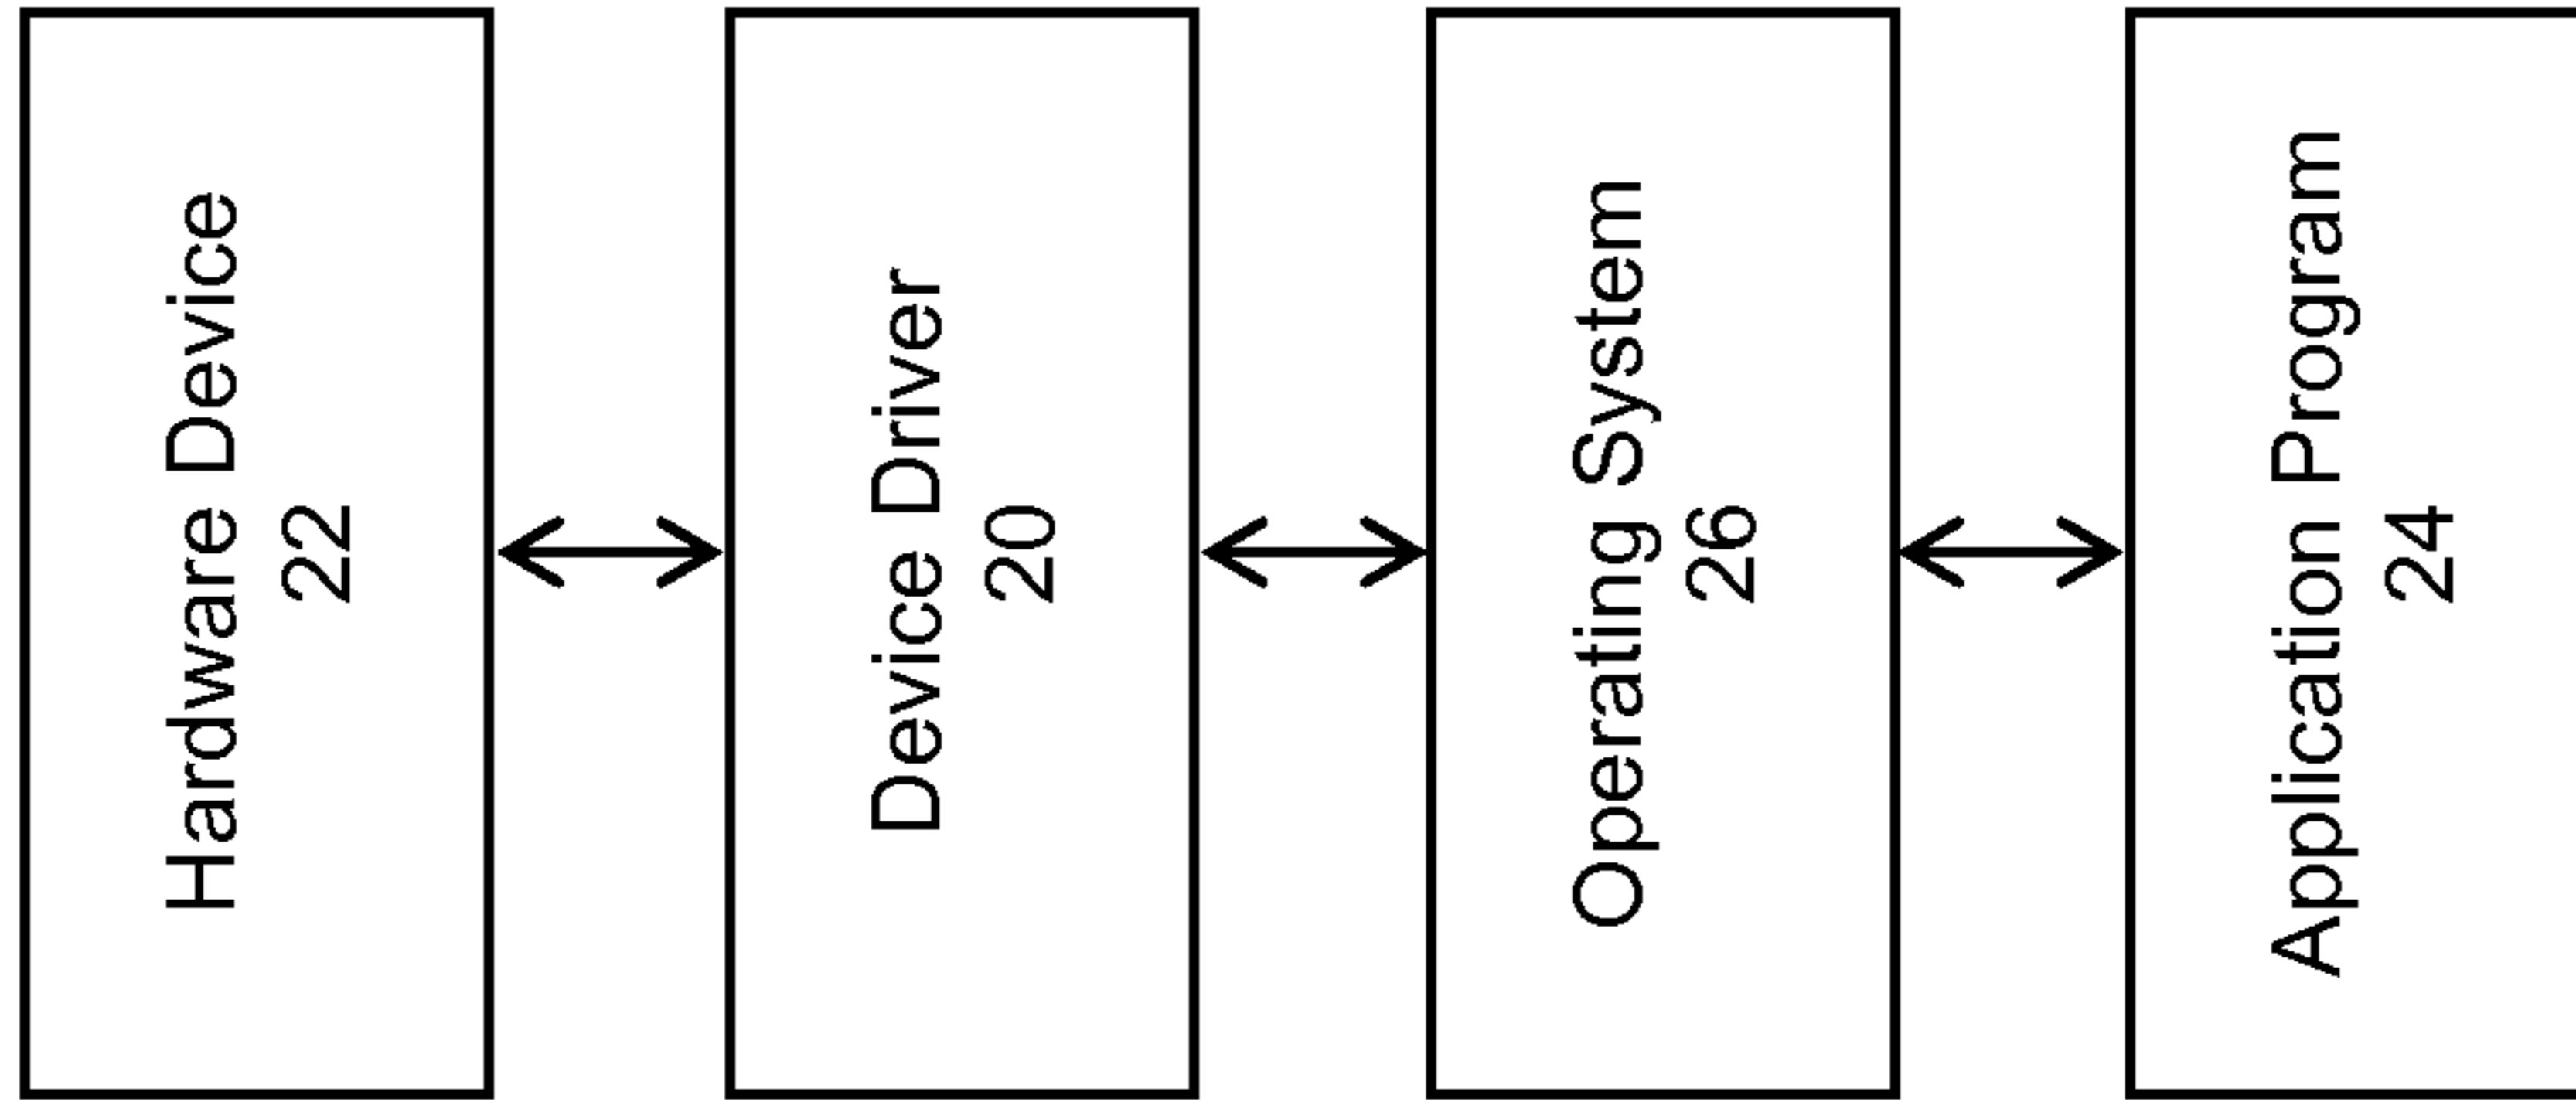 Hardware Device
22
Device Driver
20
Operating System
26
Application Program
24